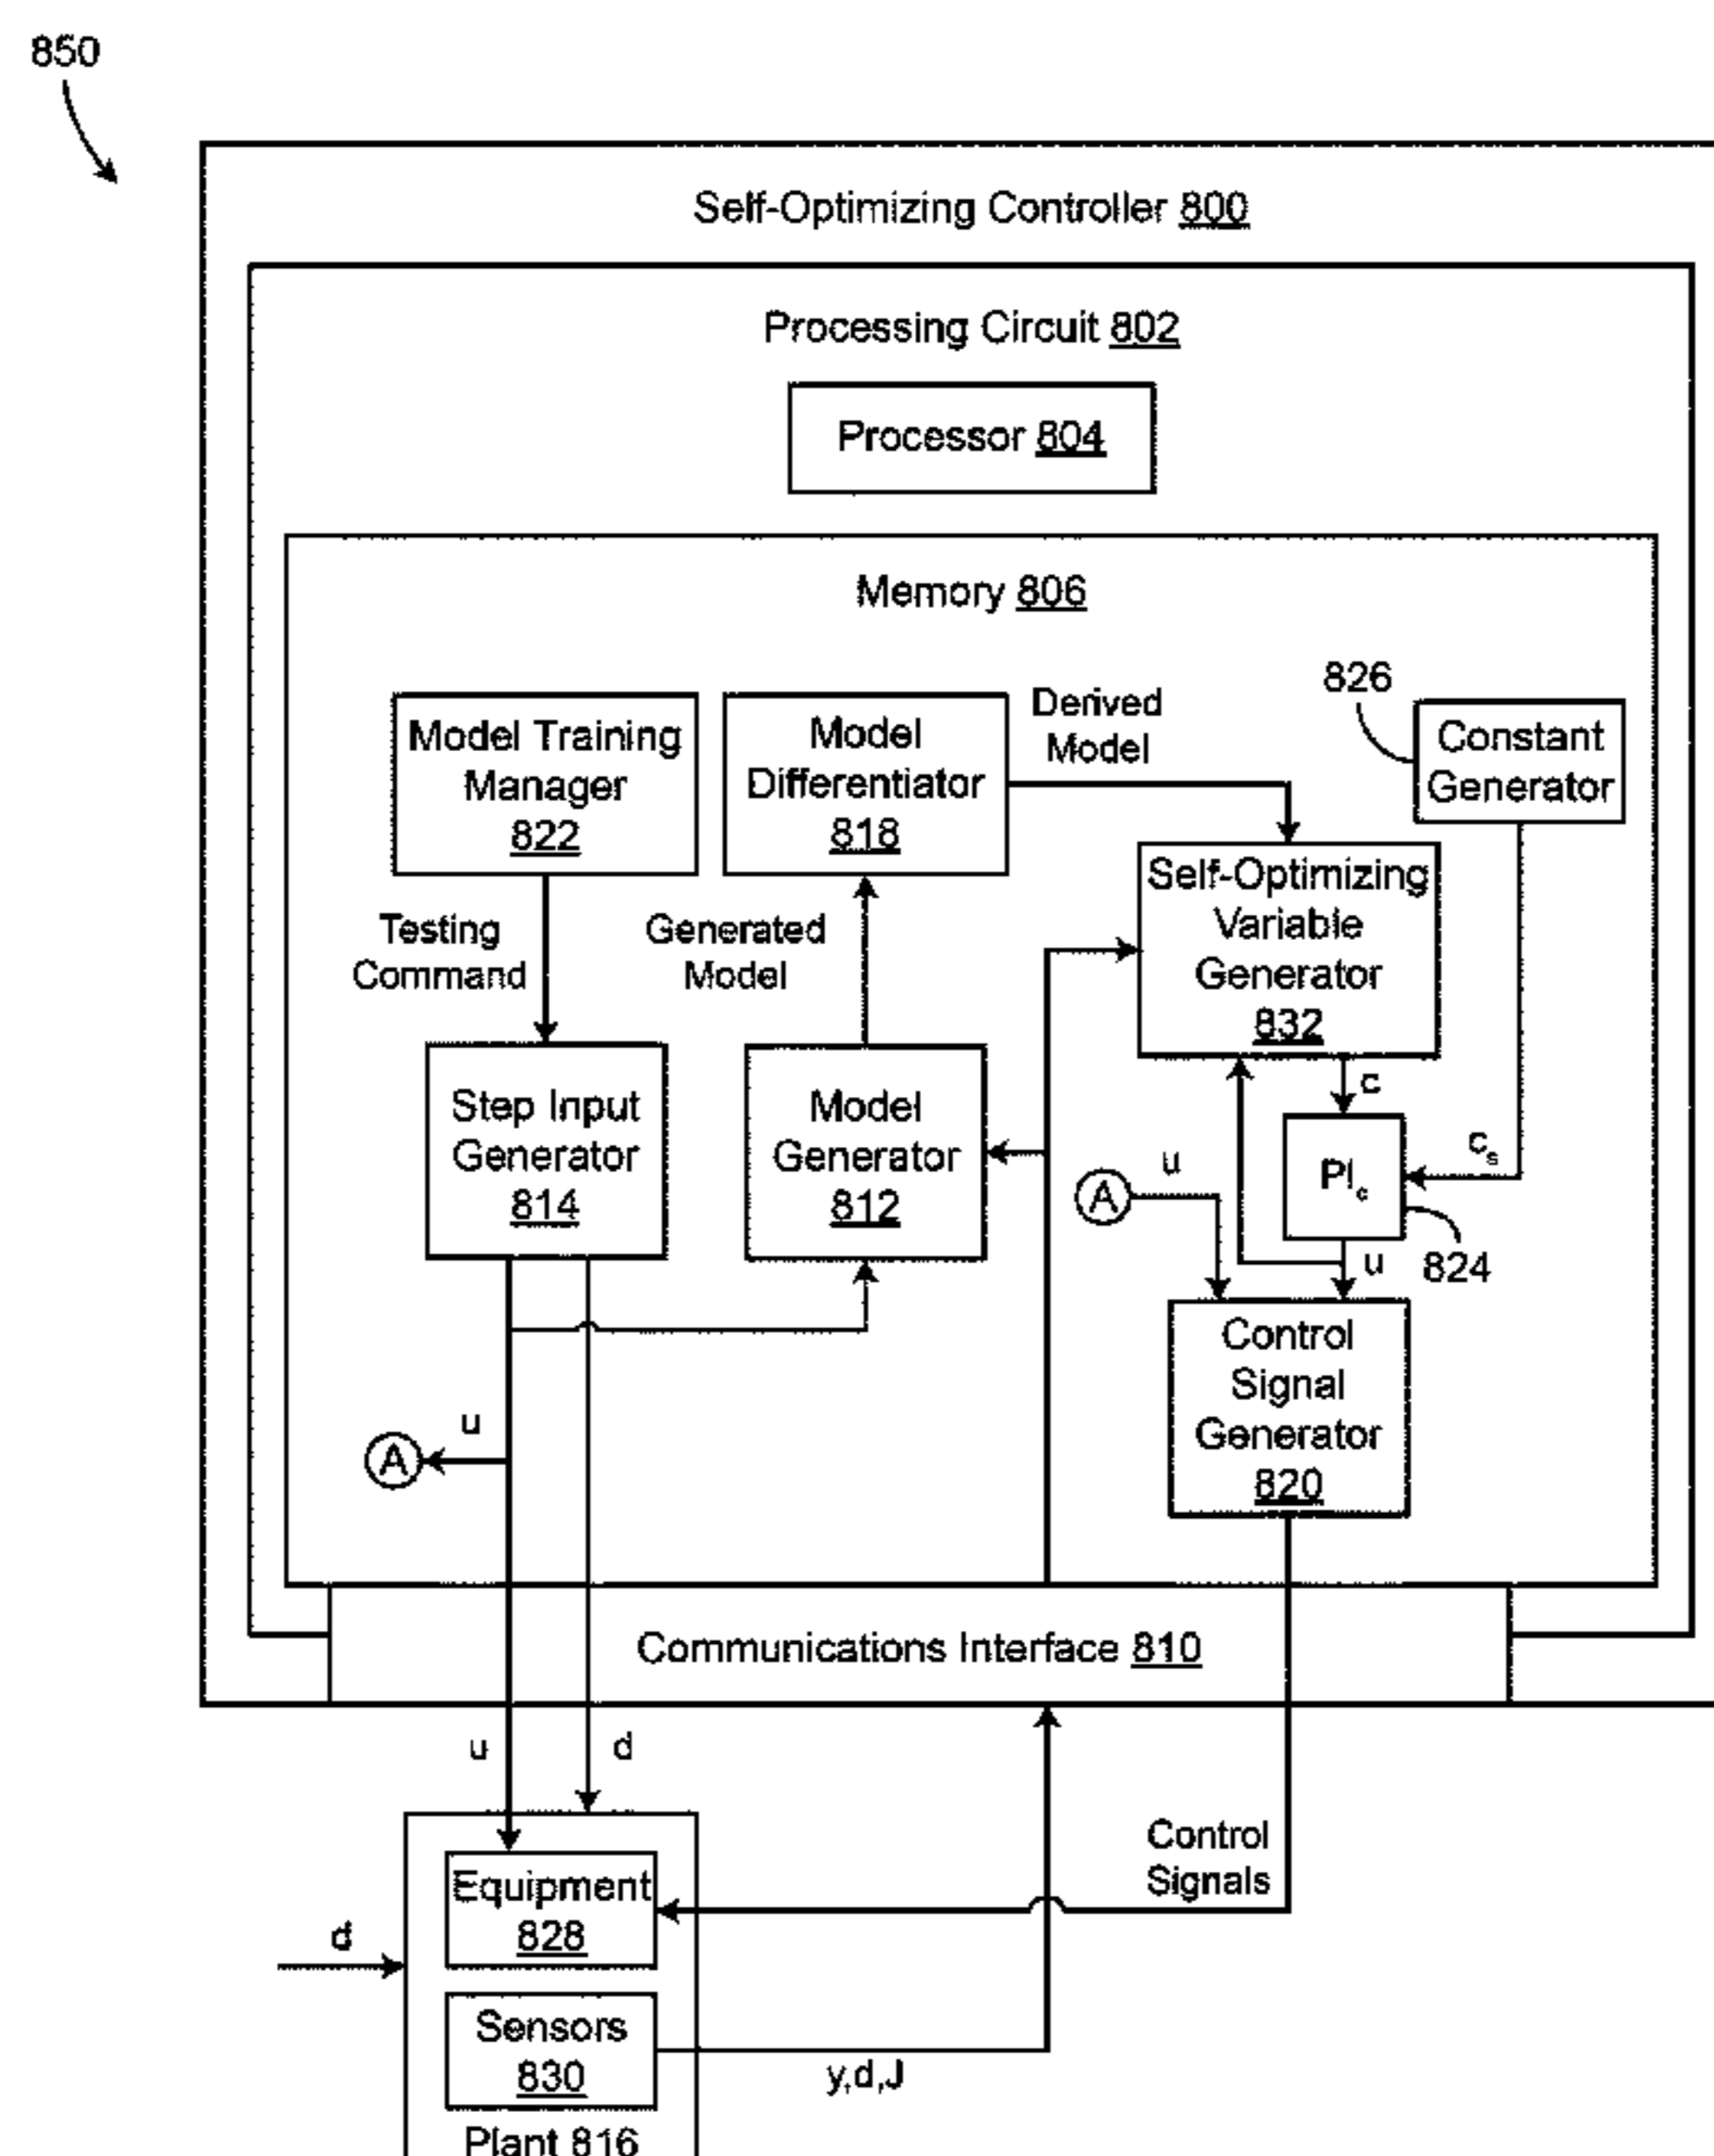 850
Self-Optimizing Controller 800
Processing Circuit 802
Processor 804
Memory 806
Model Training
Manager
822
Model
Differentiator
818
Derived
Model
826
Constant
Generator
Self-Optimizing
Variable
Generator
832
Testing
Command
Generated
Model
Step Input
Generator
814
Model
Generator
812
c
cs
PIc
824
A
u
u
Control
Signal
Generator
820
A
u
Communications Interface 810
u
d
Control
Signals
d
Equipment
828
Sensors
830
y,d,J
Plant 816